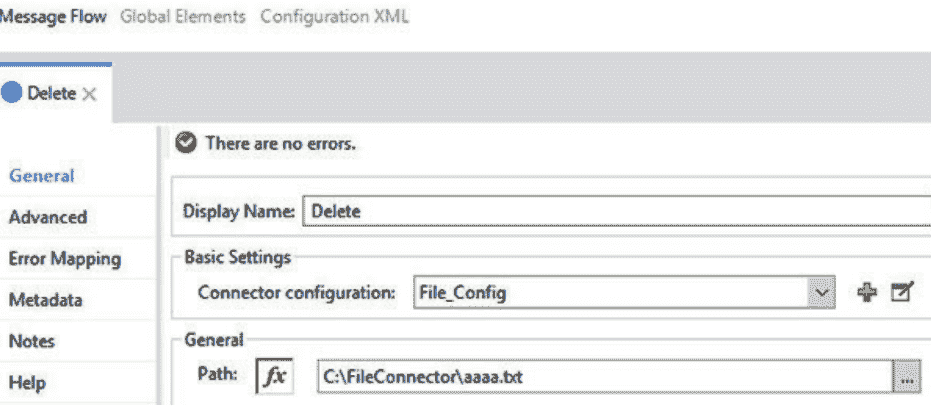 Message Flow Global Elements Configuration XML
Delete
There are no errors.
General
Advanced
Error Mapping
Metadata
Notes
Help
Display Name: Delete
Basic Settings
Connector configuration: File_Config
General
Path: fx C:\FileConnector\aaaa.txt ...